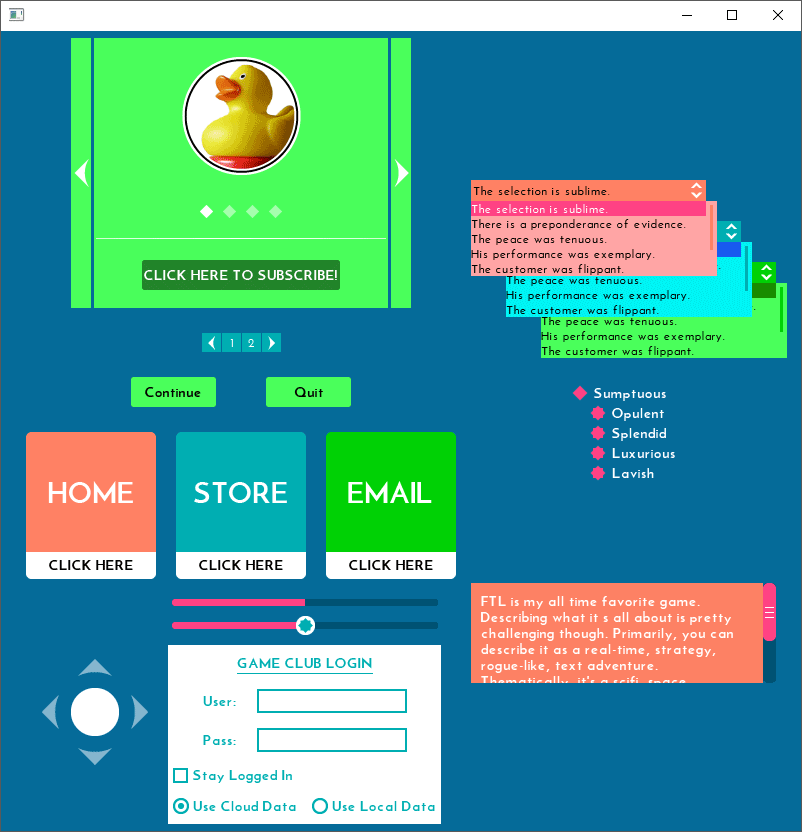 CLICK HERE TO SUBSCRIBE!
1 2
Continue
Quit
HOME
CLICK HERE
STORE
CLICK HERE
EMAIL
CLICK HERE
GAME CLUB LOGIN
User:
Pass:
Stay Logged In
Use Cloud Data
Use Local Data
The selection is sublime.
The selection is sublime.
There is a preponderance of evidence.
The peace was tenuous.
His performance was exemplary.
The customer was flippant.
The peace was tenuous.
His performance was exemplary.
The customer was flippant.
The peace was tenuous.
His performance was exemplary.
The customer was flippant.
Sumptuous
Opulent
Splendid
Luxurious
Lavish
FTL is my all time favorite game.
Describing what it s all about is pretty
challenging though. Primarily, you can
describe it as a real-time, strategy,
rogue-like, text adventure.
Thematically, it's a scifi, space